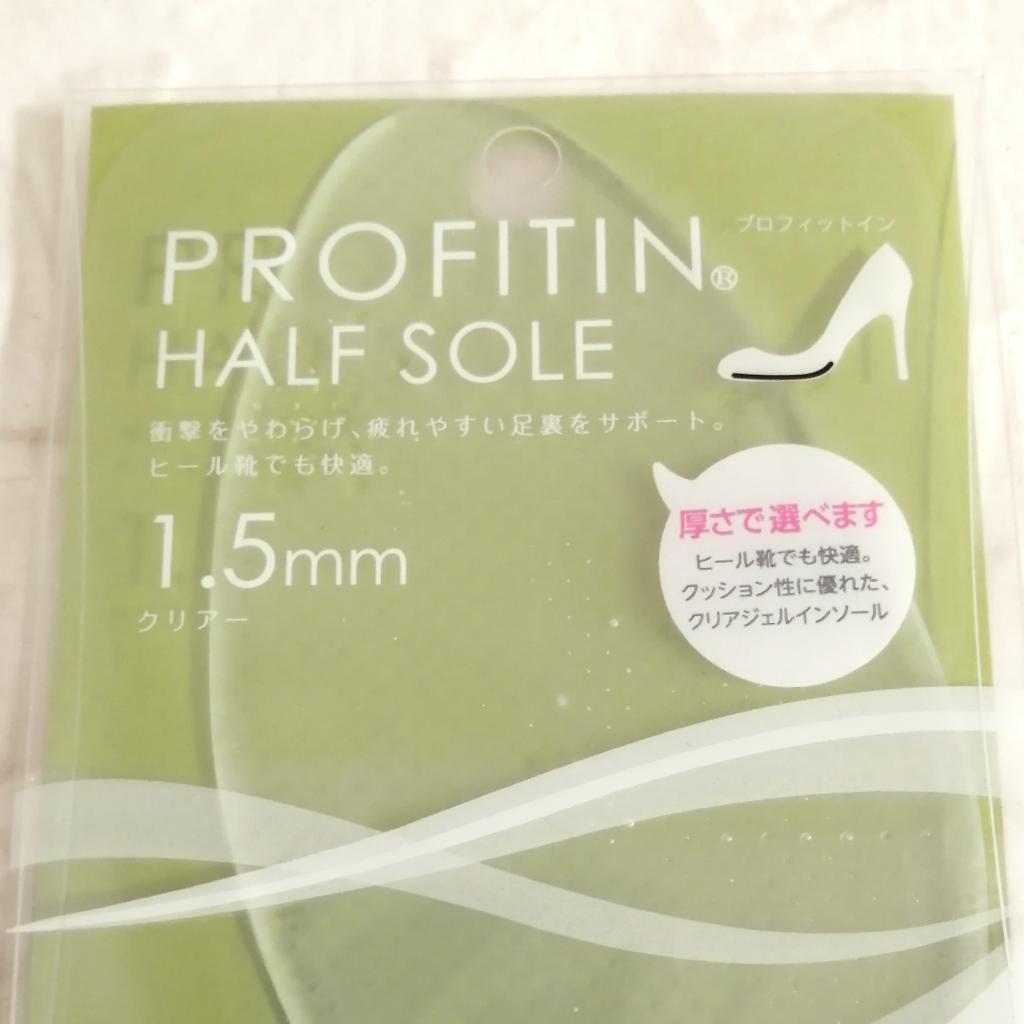 PROFITIN®
プロフィットイン
HALF SOLE
衝撃をやわらげ、疲れやすい足裏をサポート。
ヒール靴でも快適。
1.5mm
クリアー
厚さで選べます
ヒール靴でも快適。
クッション性に優れた、
クリアジェルインソール